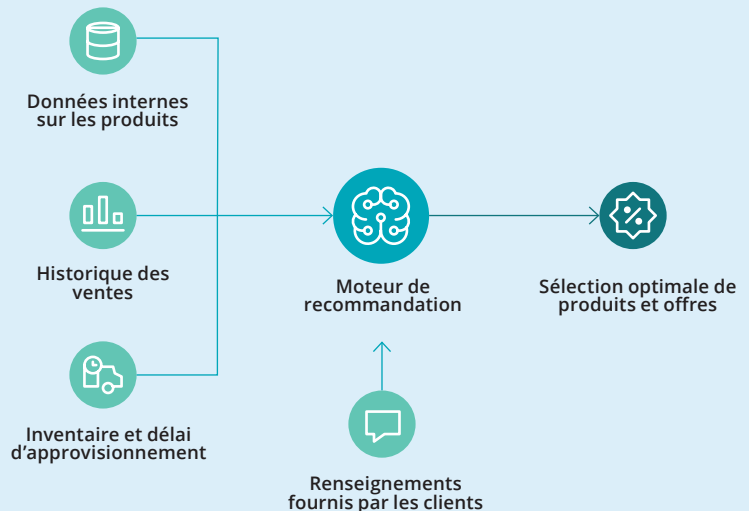 Données internes
sur les produits
Historique des
ventes
Inventaire et délai
d'approvisionnement
Moteur de
recommandation
Renseignements
fournis par les clients
Sélection optimale de
produits et offres